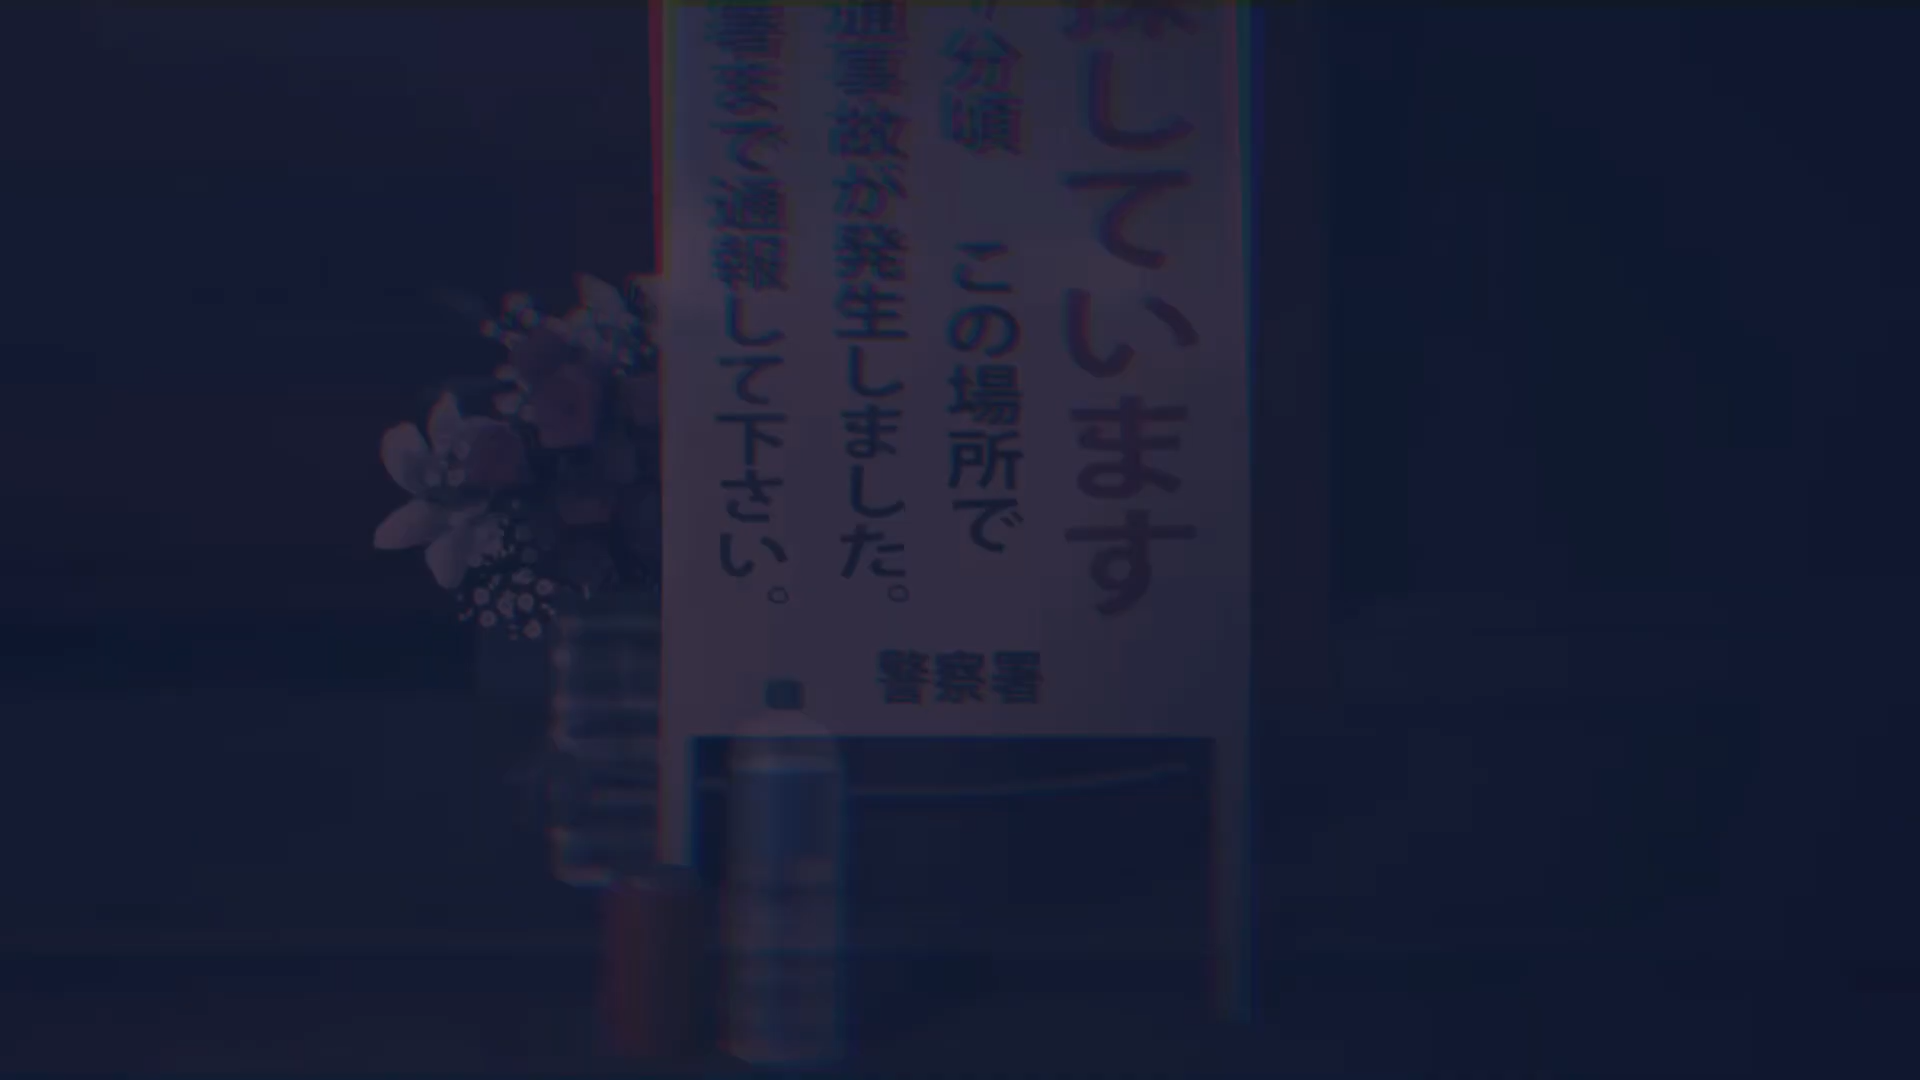 探しています
分頃 この場所で
通事故が発生しました。
署まで通報して下さい。
警察署